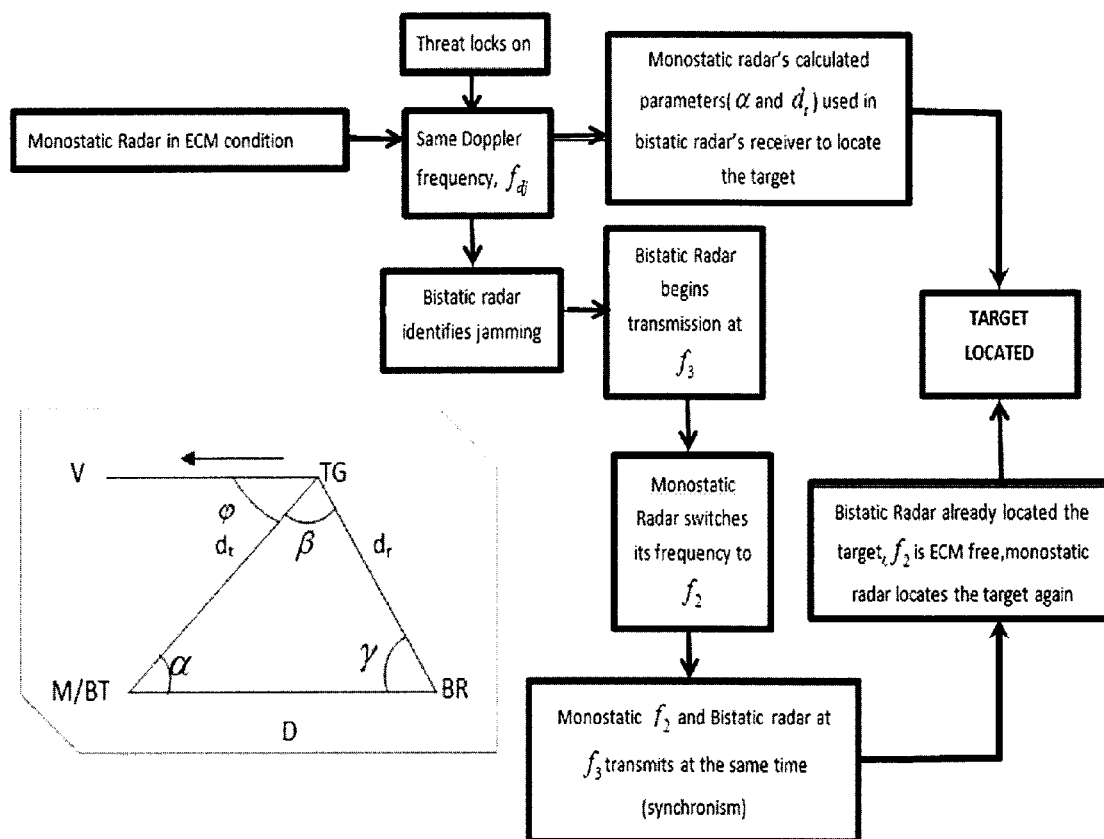 Threat locks on
Monostatic Radar in ECM condition
Same Doppler
frequency, f_dj
Monostatic radar's calculated
parameters( α and d_t ) used in
bistatic radar's receiver to locate
the target
Bistatic radar
identifies jamming
Bistatic Radar
begins
transmission at
f_3
TARGET
LOCATED
Monostatic
Radar switches
its frequency to
f_2
Bistatic Radar already located the
target, f_2 is ECM free,monostatic
radar locates the target again
Monostatic f_2 and Bistatic radar at
f_3 transmits at the same time
(synchronism)
V
TG
φ
d_t
β
d_r
α
γ
M/BT
BR
D